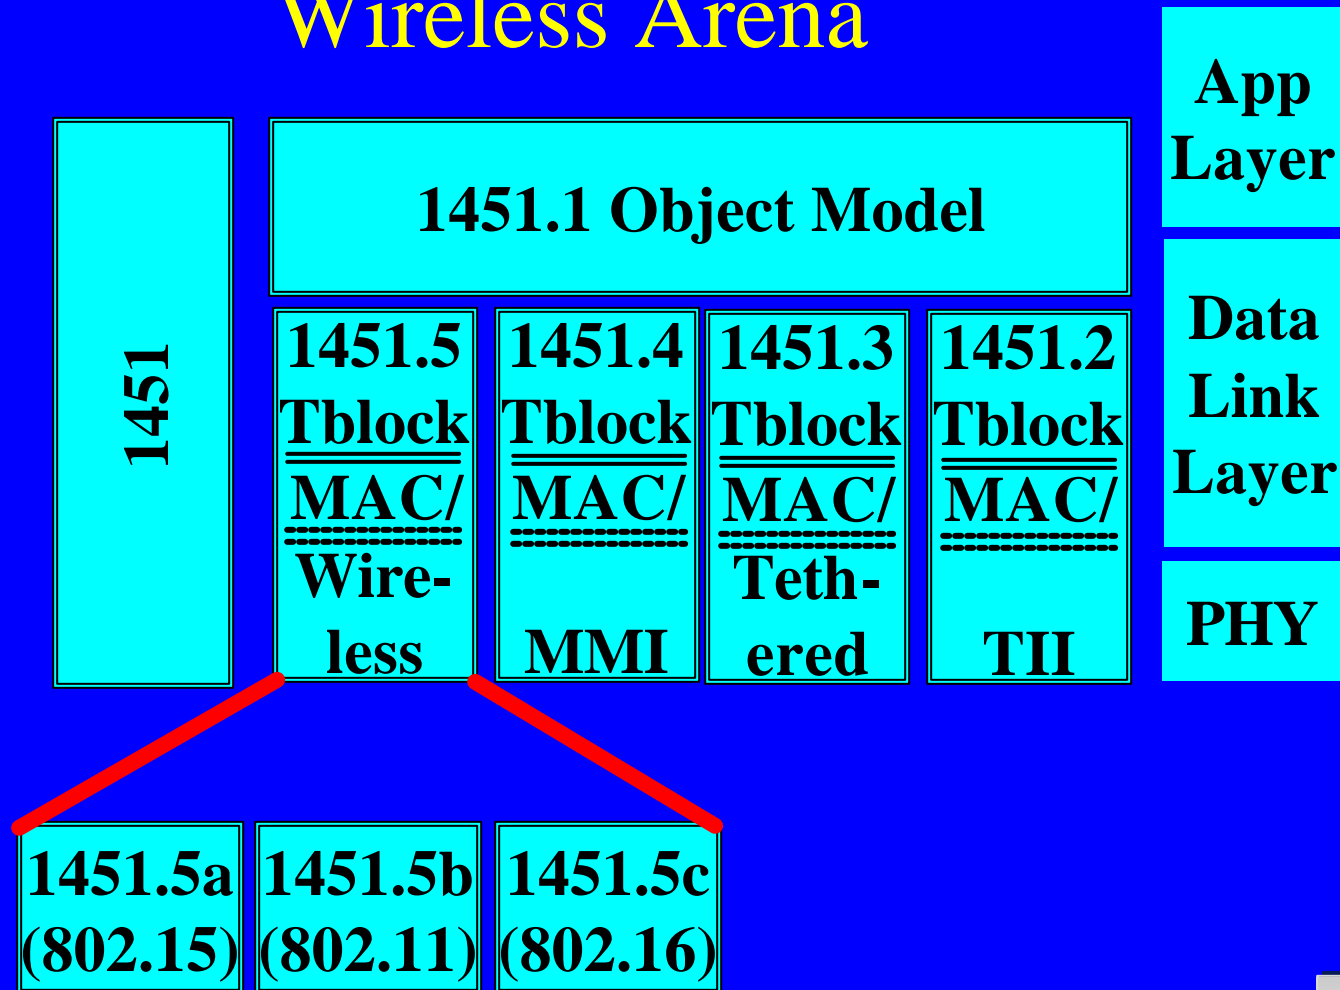 Wireless Arena
App
Layer
1451.1 Object Model
1451
1451.5
Tblock
MAC/
Wire-
less
1451.4
Tblock
MAC/
MMI
1451.3
Tblock
MAC/
Teth-
ered
1451.2
Tblock
MAC/
TII
Data
Link
Layer
PHY
1451.5a
(802.15)
1451.5b
(802.11)
1451.5c
(802.16)